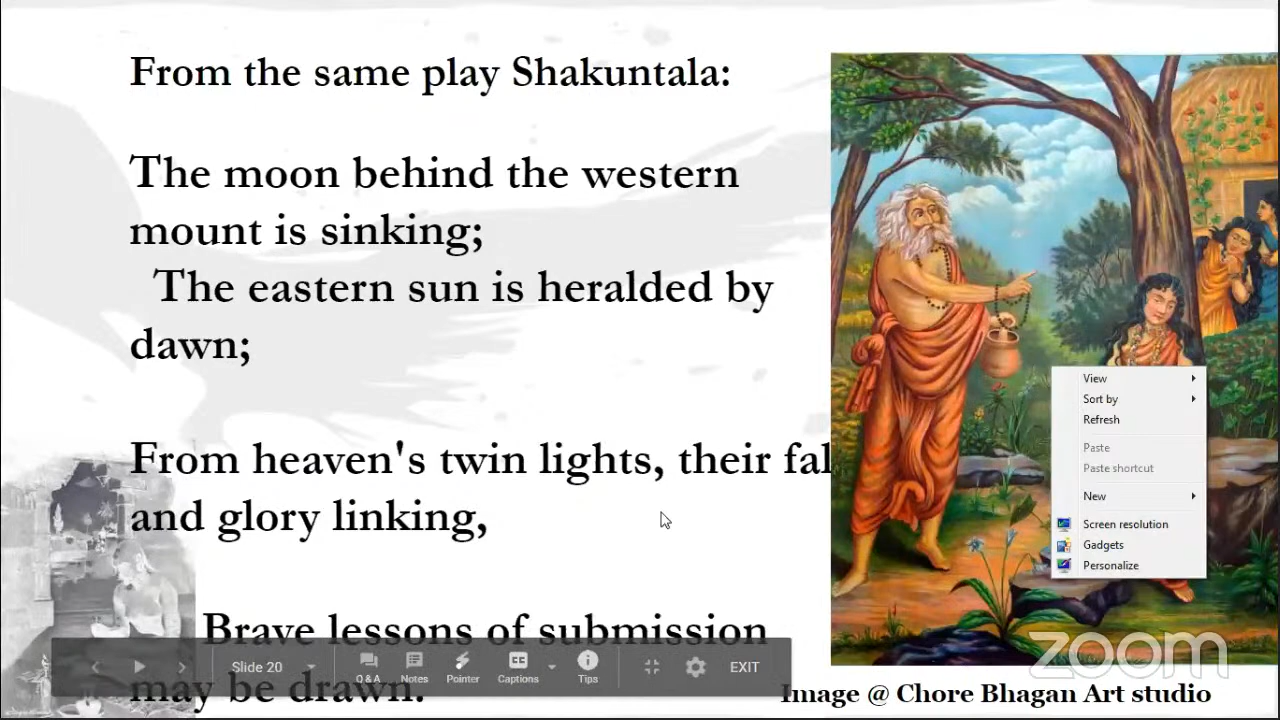 From the same play Shakuntala:
The moon behind the western
mount is sinking;
The eastern sun is heralded by
dawn;
From heaven's twin lights, their fal
and glory linking,
Brave lessons of submission
may be drawn.
View
Sort by
Refresh
Paste
Paste shortcut
New
Screen resolution
Gadgets
Personalize
Slide 20
Q & A
Notes
Pointer
Captions
Tips
EXIT
zoom
Image @ Chore Bhagan Art studio